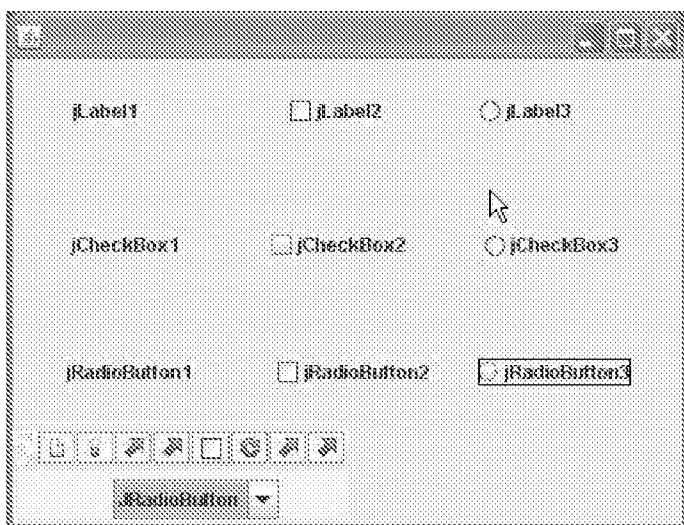 jLabel1 jLabel2 jLabel3
jCheckBox1 jCheckBox2 jCheckBox3
jRadioButton1 jRadioButton2 jRadioButton3
JRadioButton